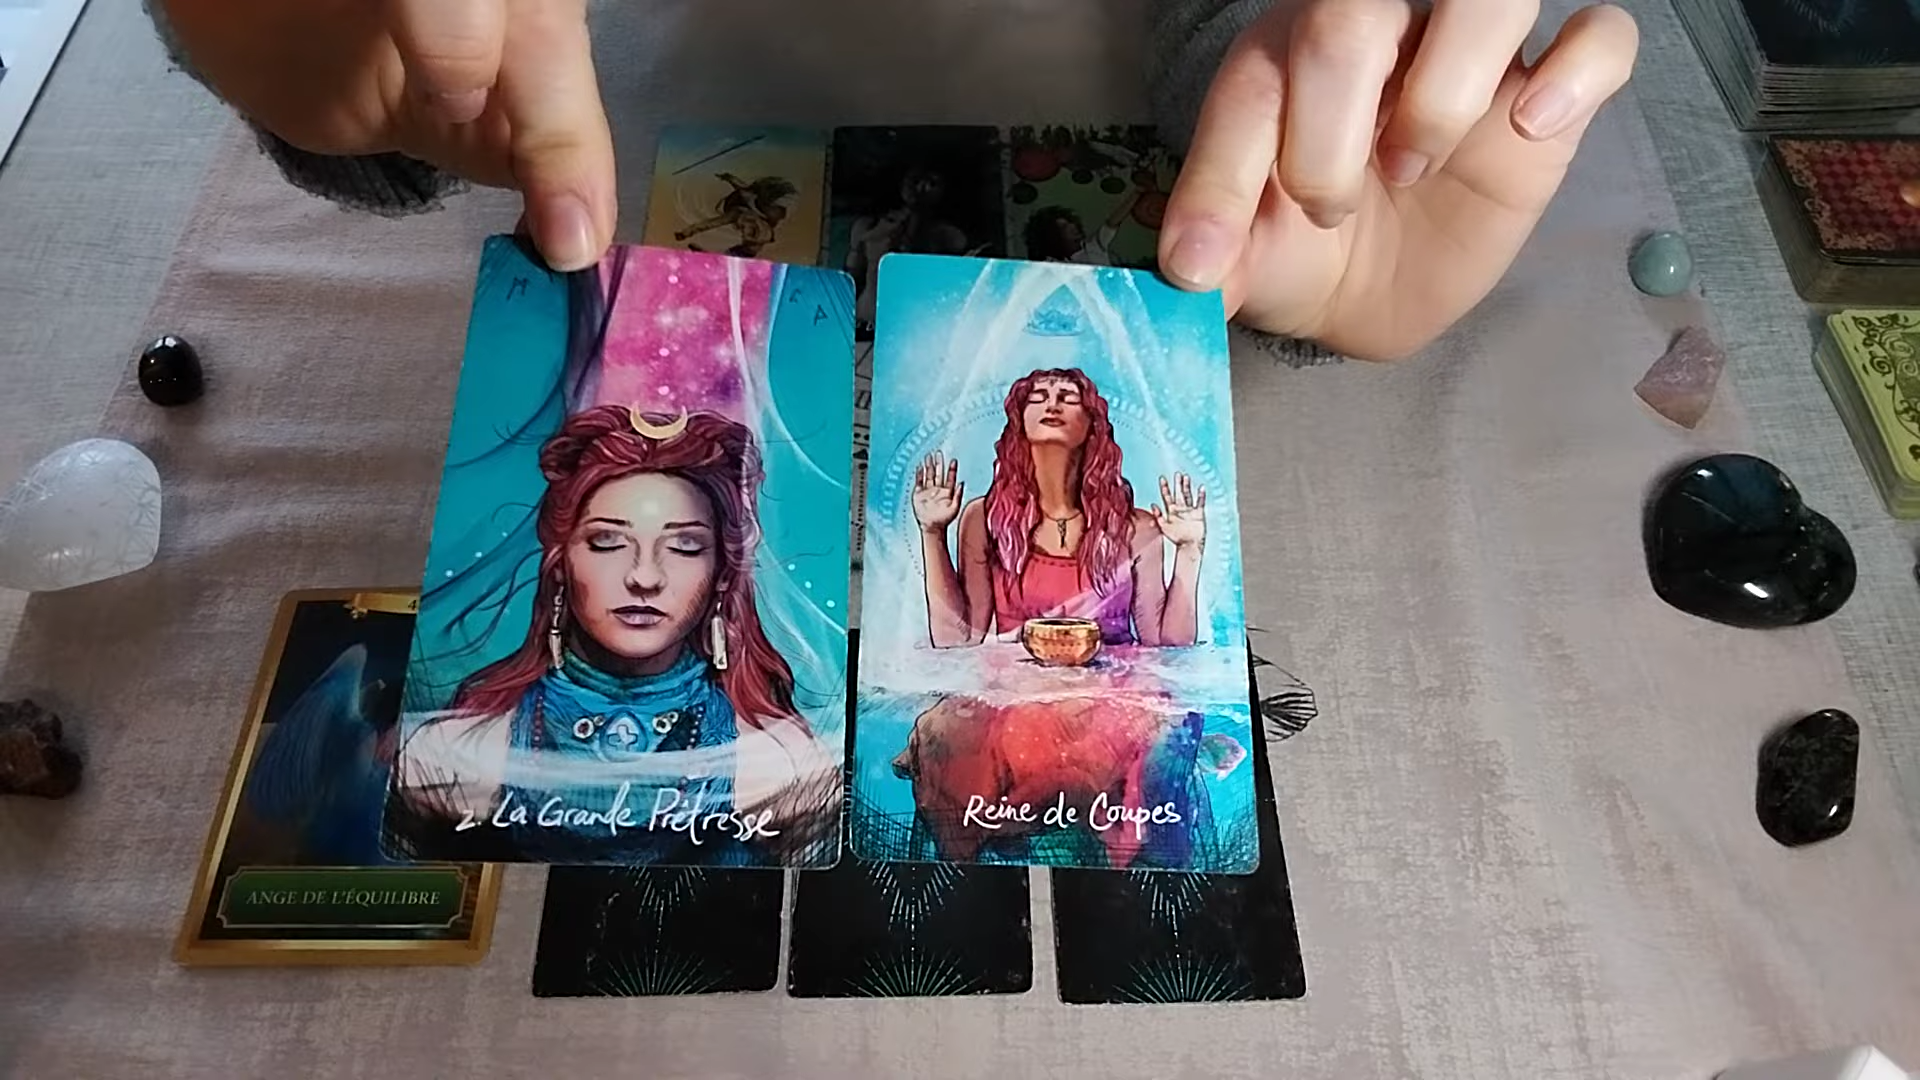 2. La Grande Prêtresse
Reine de Coupes
ANGE DE L'ÉQUILIBRE